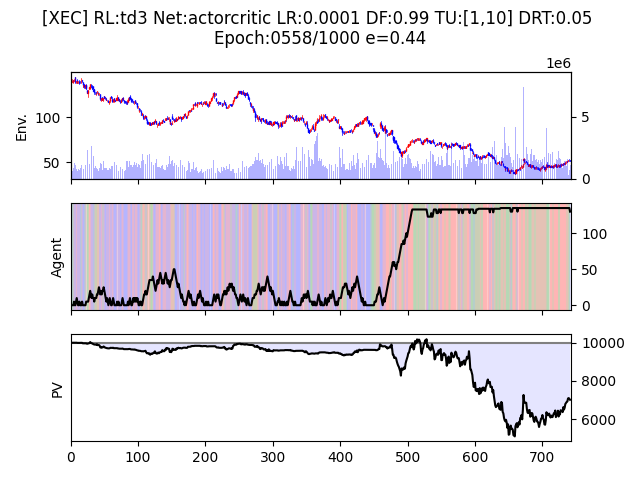 [XEC] RL:td3 Net:actorcritic LR:0.0001 DF:0.99 TU:[1,10] DRT:0.05
Epoch:0558/1000 e=0.44
1e6
Env.
100
50
5
0
Agent
100
50
0
PV
10000
8000
6000
0 100 200 300 400 500 600 700